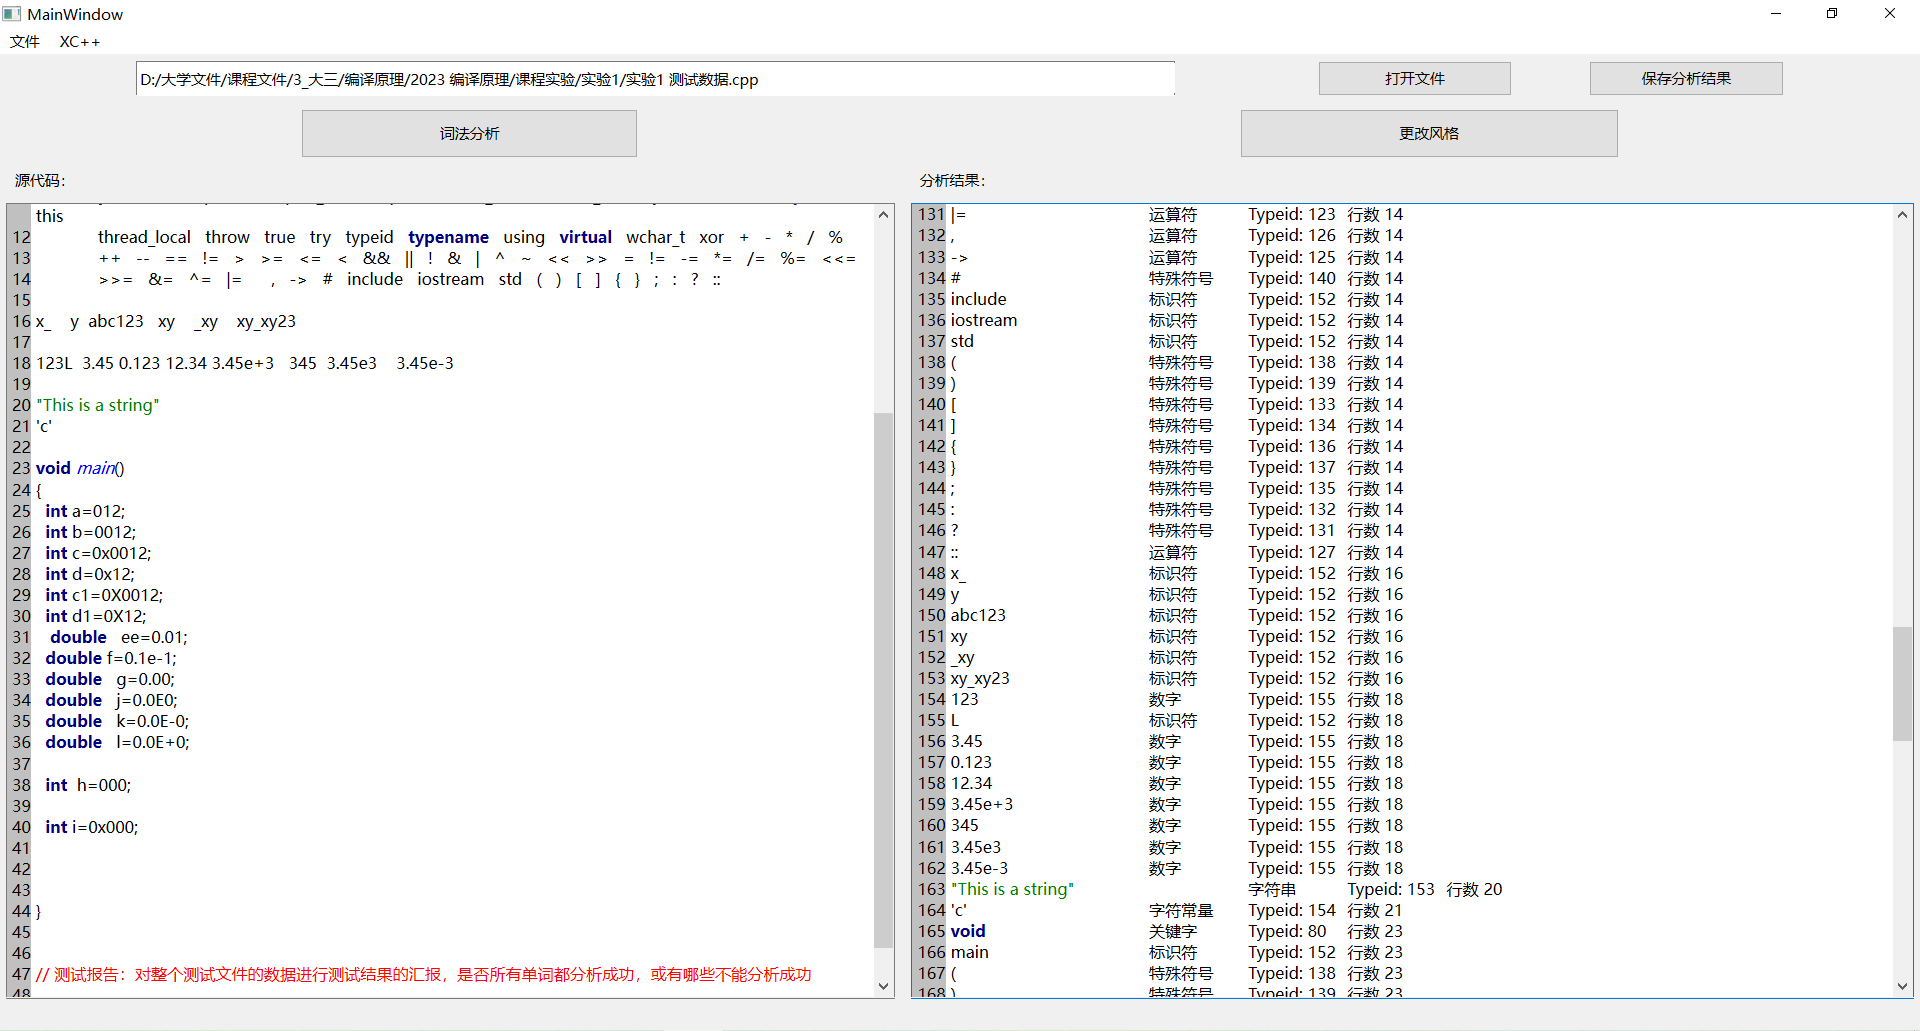 MainWindow
文件 XC++
D:/大学文件/课程文件/3_大三/编译原理/2023 编译原理/课程实验/实验1/实验1 测试数据.cpp
打开文件
保存分析结果
词法分析
更改风格
源代码：
this
12 thread_local throw true try typeid typename using virtual wchar_t xor + - * / %
13 ++ -- == != > >= <= < && || ! & | ^ ~ << >> = != -= *= /= %= <<=
14 >>= &= ^= |= , -> # include iostream std ( ) [ ] { } ; : ? ::
15
16 x_ y abc123 xy _xy xy_xy23
17
18 123L 3.45 0.123 12.34 3.45e+3 345 3.45e3 3.45e-3
19
20 "This is a string"
21 'c'
22
23 void main()
24 {
25 int a=012;
26 int b=0012;
27 int c=0x0012;
28 int d=0x12;
29 int c1=0X0012;
30 int d1=0X12;
31 double ee=0.01;
32 double f=0.1e-1;
33 double g=0.00;
34 double j=0.0E0;
35 double k=0.0E-0;
36 double l=0.0E+0;
37
38 int h=000;
39
40 int i=0x000;
41
42
43
44 }
45
46
47 // 测试报告：对整个测试文件的数据进行测试结果的汇报，是否所有单词都分析成功，或有哪些不能分析成功
48
分析结果：
131 |= 运算符 Typeid: 123 行数 14
132 , 运算符 Typeid: 126 行数 14
133 -> 运算符 Typeid: 125 行数 14
134 # 特殊符号 Typeid: 140 行数 14
135 include 标识符 Typeid: 152 行数 14
136 iostream 标识符 Typeid: 152 行数 14
137 std 标识符 Typeid: 152 行数 14
138 ( 特殊符号 Typeid: 138 行数 14
139 ) 特殊符号 Typeid: 139 行数 14
140 [ 特殊符号 Typeid: 133 行数 14
141 ] 特殊符号 Typeid: 134 行数 14
142 { 特殊符号 Typeid: 136 行数 14
143 } 特殊符号 Typeid: 137 行数 14
144 ; 特殊符号 Typeid: 135 行数 14
145 : 特殊符号 Typeid: 132 行数 14
146 ? 特殊符号 Typeid: 131 行数 14
147 :: 运算符 Typeid: 127 行数 14
148 x_ 标识符 Typeid: 152 行数 16
149 y 标识符 Typeid: 152 行数 16
150 abc123 标识符 Typeid: 152 行数 16
151 xy 标识符 Typeid: 152 行数 16
152 _xy 标识符 Typeid: 152 行数 16
153 xy_xy23 标识符 Typeid: 152 行数 16
154 123 数字 Typeid: 155 行数 18
155 L 标识符 Typeid: 152 行数 18
156 3.45 数字 Typeid: 155 行数 18
157 0.123 数字 Typeid: 155 行数 18
158 12.34 数字 Typeid: 155 行数 18
159 3.45e+3 数字 Typeid: 155 行数 18
160 345 数字 Typeid: 155 行数 18
161 3.45e3 数字 Typeid: 155 行数 18
162 3.45e-3 数字 Typeid: 155 行数 18
163 "This is a string" 字符串 Typeid: 153 行数 20
164 'c' 字符常量 Typeid: 154 行数 21
165 void 关键字 Typeid: 80 行数 23
166 main 标识符 Typeid: 152 行数 23
167 ( 特殊符号 Typeid: 138 行数 23
168 ) 特殊符号 Typeid: 139 行数 23